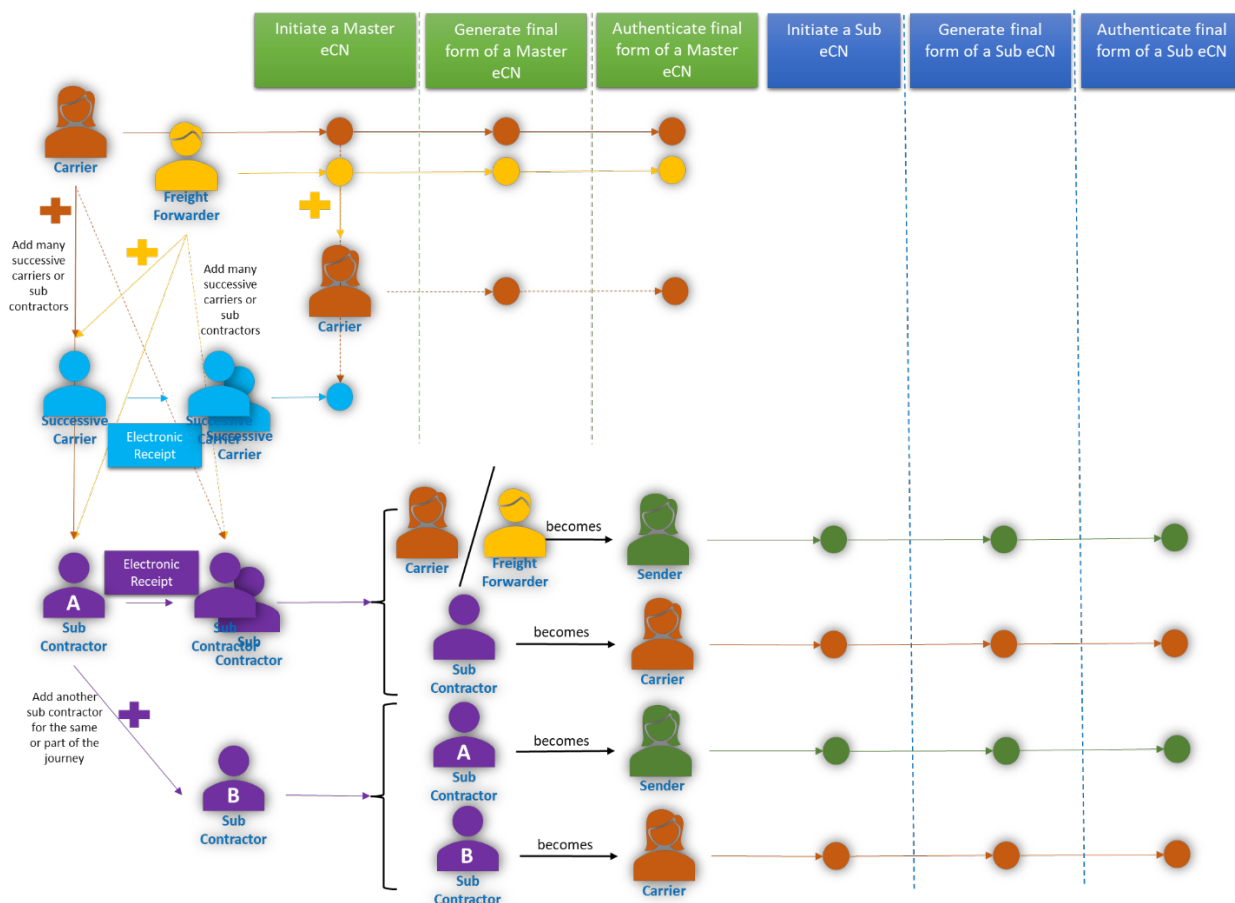 Initiate a Master
eCN
Generate final
form of a Master
eCN
Authenticate final
form of a Master
eCN
Initiate a Sub
eCN
Generate final
form of a Sub eCN
Authenticate final
form of a Sub eCN
Carrier
Freight
Forwarder
Add many
successive
carriers or
sub
contractors
Add many
successive
carriers or
sub
contractors
Carrier
Successive
Carrier
Successive
Carrier
Successive
Carrier
Electronic
Receipt
Carrier
Freight
Forwarder
becomes
Sender
Electronic
Receipt
A
Sub
Contractor
Sub
Contractor
Sub
Contractor
Sub
Contractor
becomes
Carrier
Add another
sub contractor
for the same
or part of the
journey
A
Sub
Contractor
becomes
Sender
B
Sub
Contractor
B
Sub
Contractor
becomes
Carrier